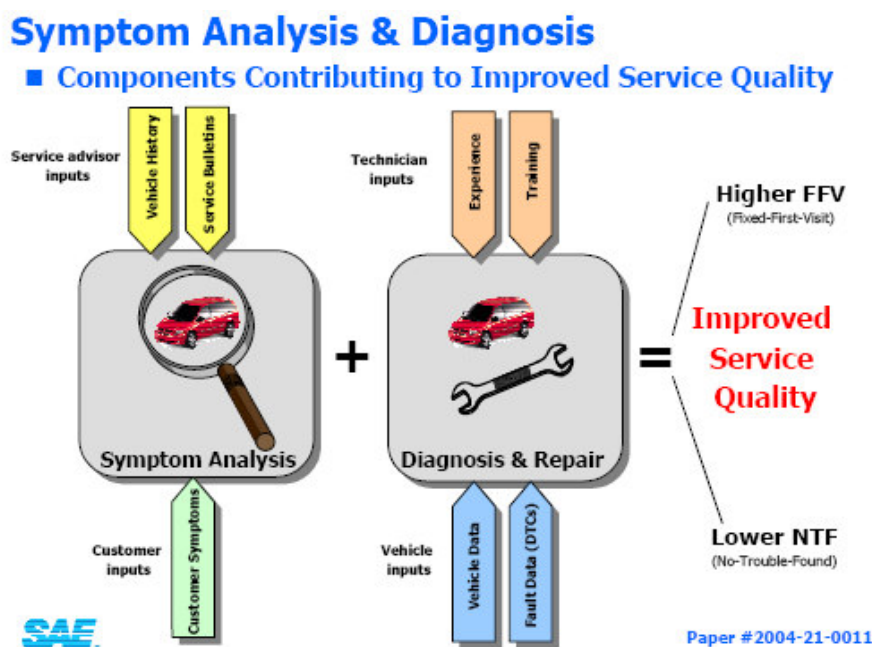 Symptom Analysis & Diagnosis
■ Components Contributing to Improved Service Quality
Service advisor
inputs
Vehicle History
Service Bulletins
Technician
inputs
Experience
Training
Higher FFV
(Fixed-First-Visit)
Symptom Analysis
+
Diagnosis & Repair
=
Improved
Service
Quality
Customer
inputs
Customer Symptoms
Vehicle
inputs
Vehicle Data
Fault Data (DTCs)
Lower NTF
(No-Trouble-Found)
SAE
Paper #2004-21-0011